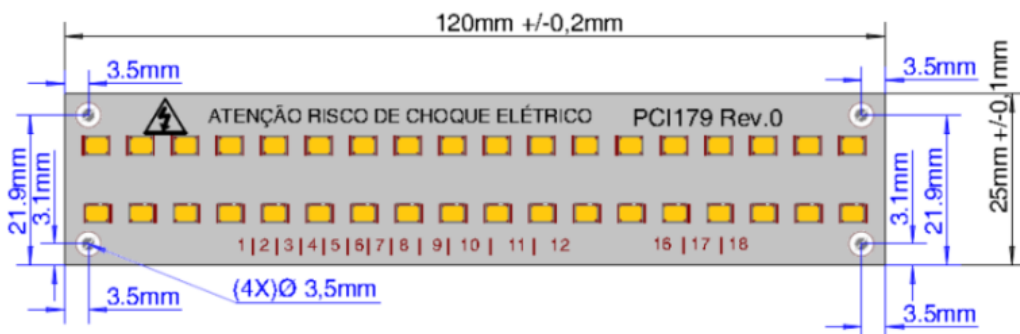 120mm +/-0,2mm
3.5mm
3.5mm
ATENÇÃO RISCO DE CHOQUE ELÉTRICO PCI179 Rev.0
21.9mm
3.1mm
3.1mm
21.9mm
25mm +/-0,1mm
1|2|3|4|5|6|7|8|9|10|11|12 16|17|18
(4X)Ø 3,5mm
3.5mm
3.5mm